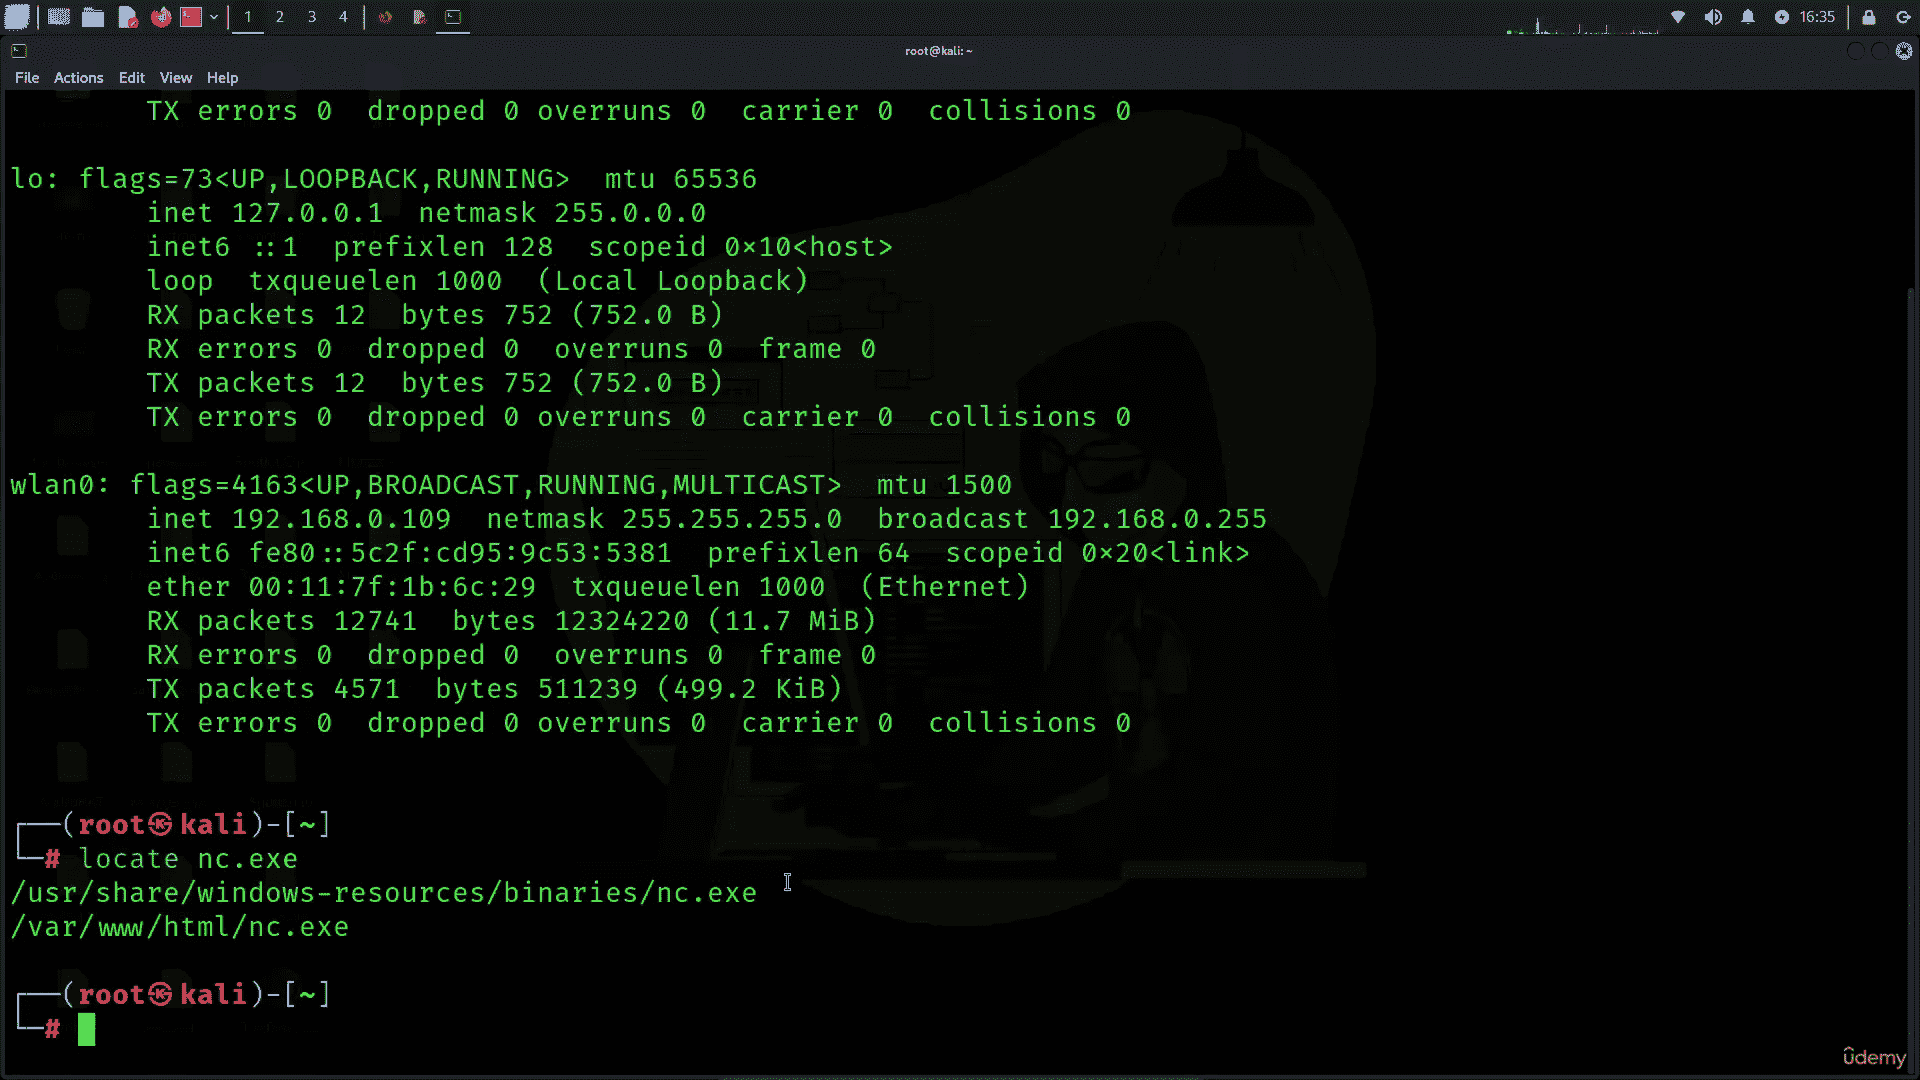 1 2 3 4 16:35
root@kali: ~
File Actions Edit View Help
TX errors 0 dropped 0 overruns 0 carrier 0 collisions 0
lo: flags=73<UP,LOOPBACK,RUNNING> mtu 65536
inet 127.0.0.1 netmask 255.0.0.0
inet6 ::1 prefixlen 128 scopeid 0×10<host>
loop txqueuelen 1000 (Local Loopback)
RX packets 12 bytes 752 (752.0 B)
RX errors 0 dropped 0 overruns 0 frame 0
TX packets 12 bytes 752 (752.0 B)
TX errors 0 dropped 0 overruns 0 carrier 0 collisions 0
wlan0: flags=4163<UP,BROADCAST,RUNNING,MULTICAST> mtu 1500
inet 192.168.0.109 netmask 255.255.255.0 broadcast 192.168.0.255
inet6 fe80::5c2f:cd95:9c53:5381 prefixlen 64 scopeid 0×20<link>
ether 00:11:7f:1b:6c:29 txqueuelen 1000 (Ethernet)
RX packets 12741 bytes 12324220 (11.7 MiB)
RX errors 0 dropped 0 overruns 0 frame 0
TX packets 4571 bytes 511239 (499.2 KiB)
TX errors 0 dropped 0 overruns 0 carrier 0 collisions 0
┌──(root㉿kali)-[~]
└─# locate nc.exe
/usr/share/windows-resources/binaries/nc.exe
/var/www/html/nc.exe
┌──(root㉿kali)-[~]
└─#
ûdemy